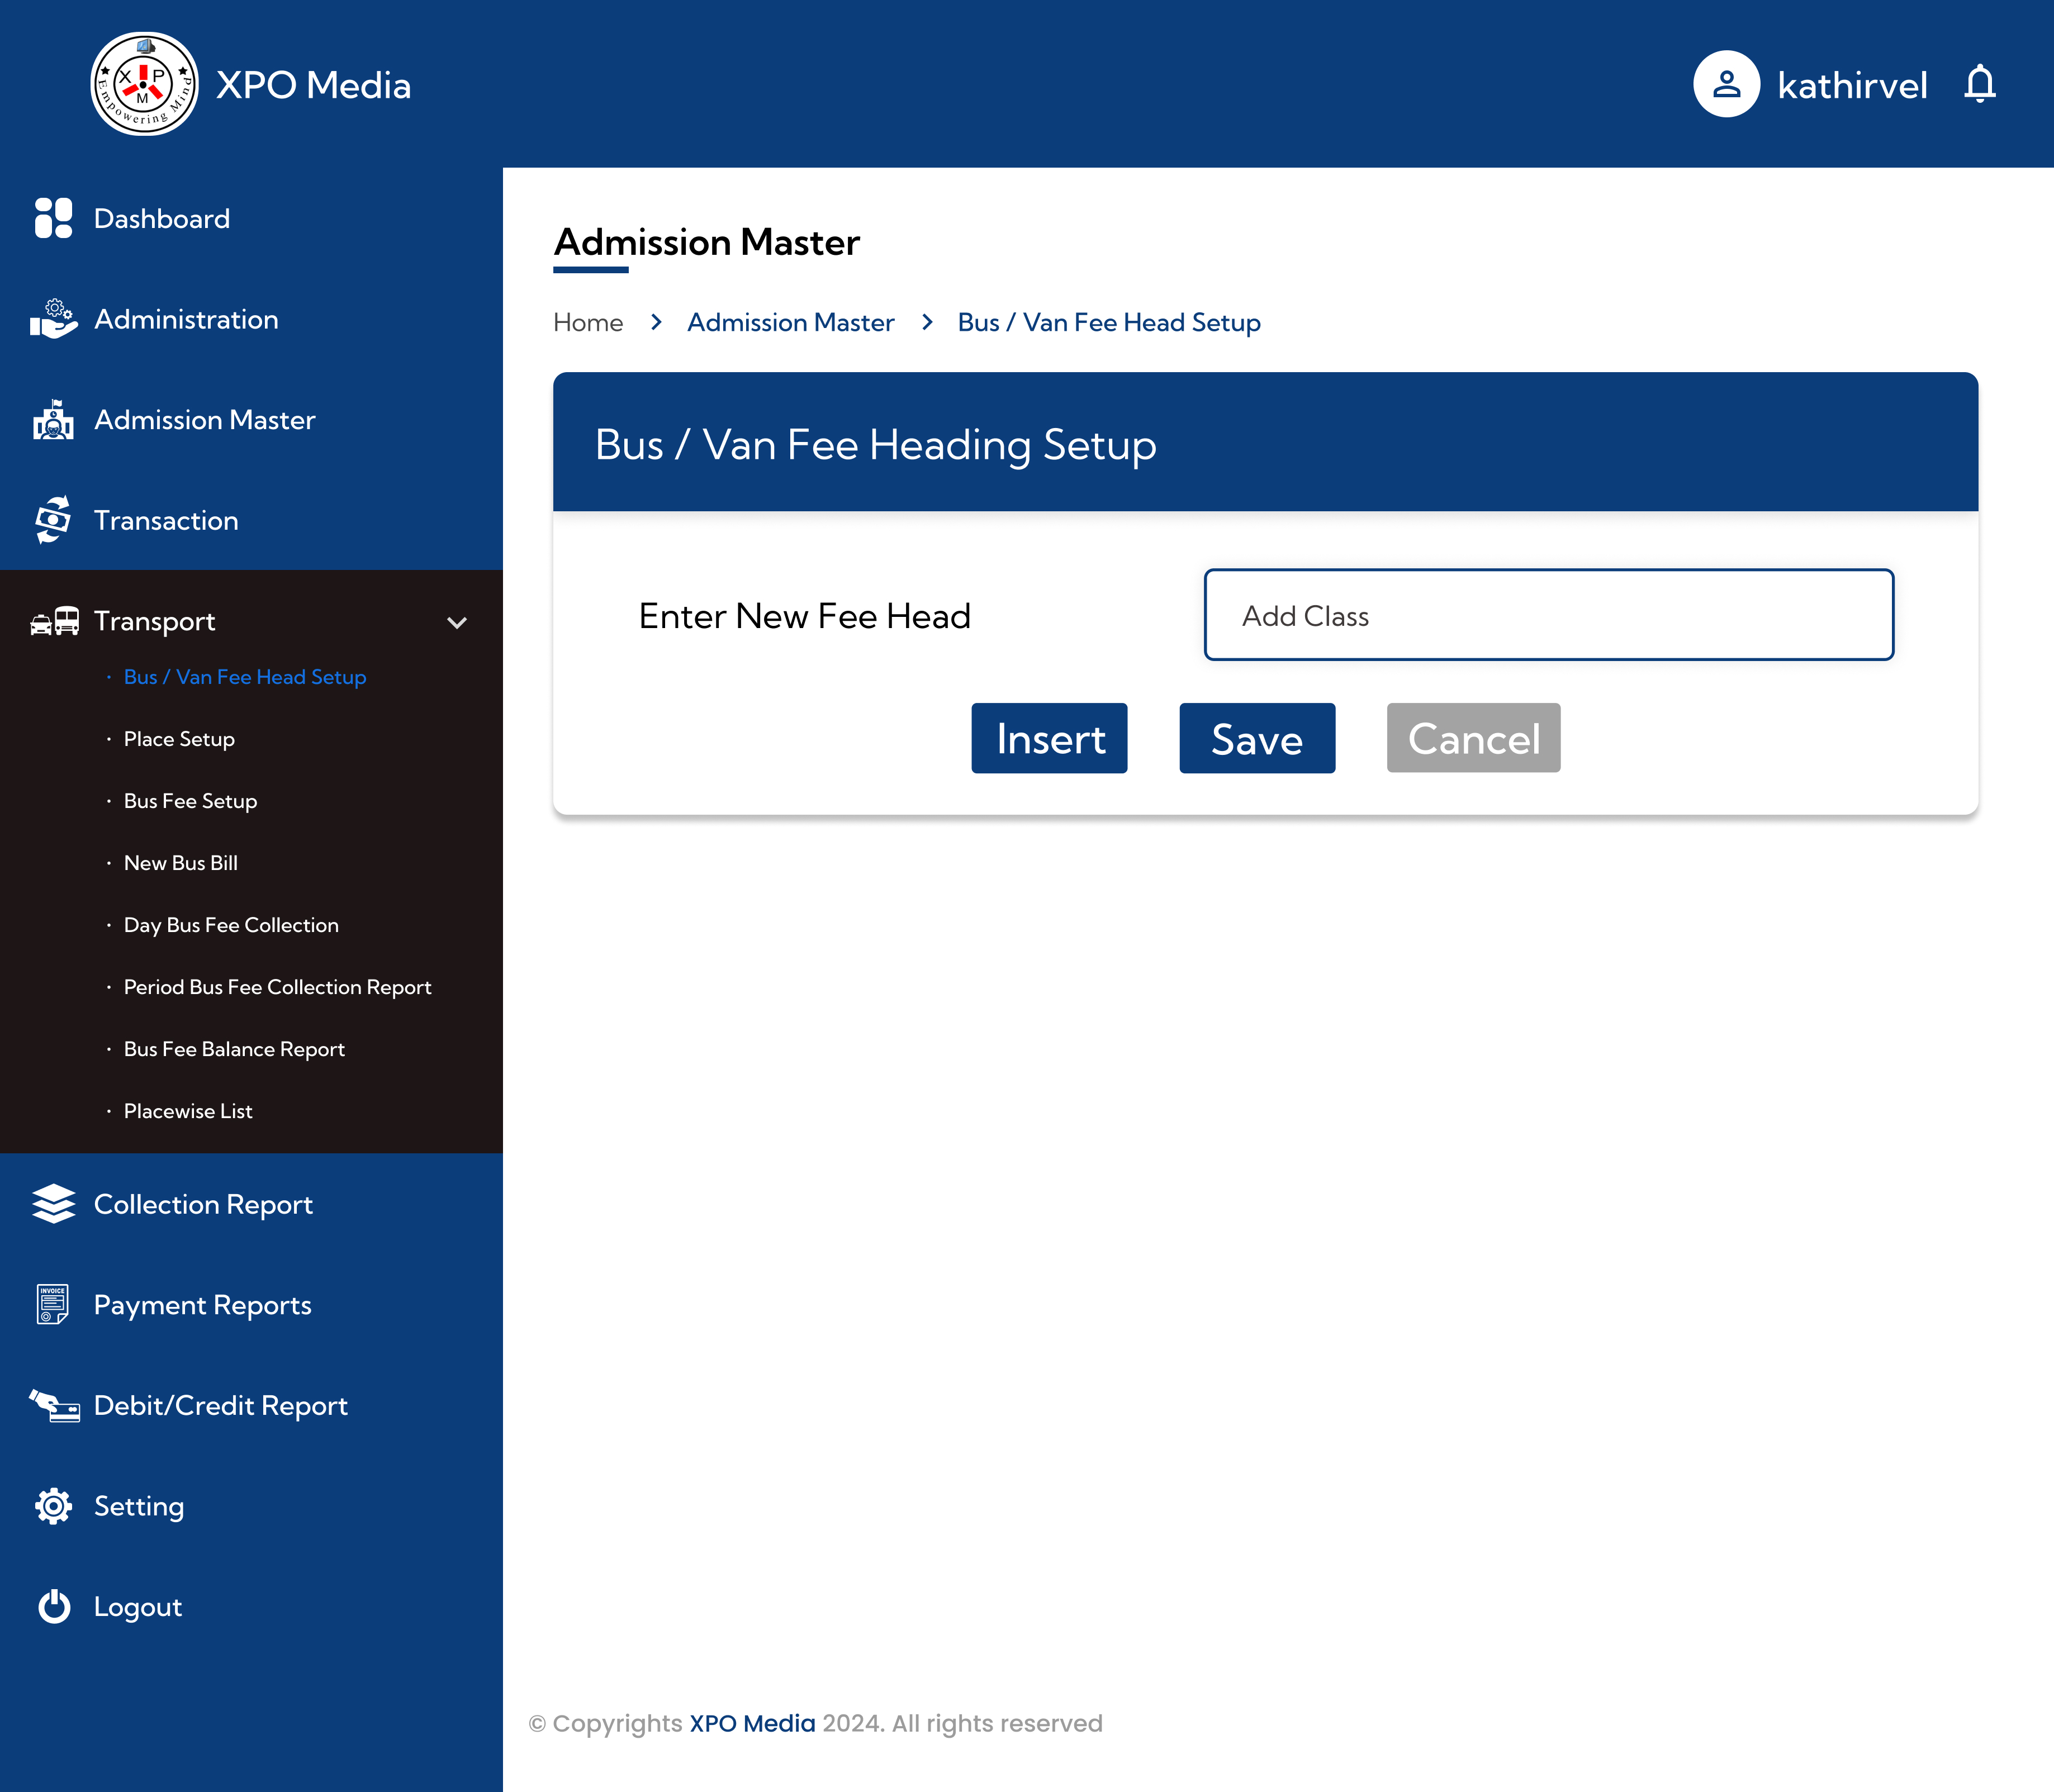 X P M
Empowering Mind
XPO Media
kathirvel
Dashboard
Administration
Admission Master
Transaction
Transport
· Bus / Van Fee Head Setup
· Place Setup
· Bus Fee Setup
· New Bus Bill
· Day Bus Fee Collection
· Period Bus Fee Collection Report
· Bus Fee Balance Report
· Placewise List
Collection Report
INVOICE
Payment Reports
Debit/Credit Report
Setting
Logout
Admission Master
Home > Admission Master > Bus / Van Fee Head Setup
Bus / Van Fee Heading Setup
Enter New Fee Head
Add Class
Insert Save Cancel
© Copyrights XPO Media 2024. All rights reserved